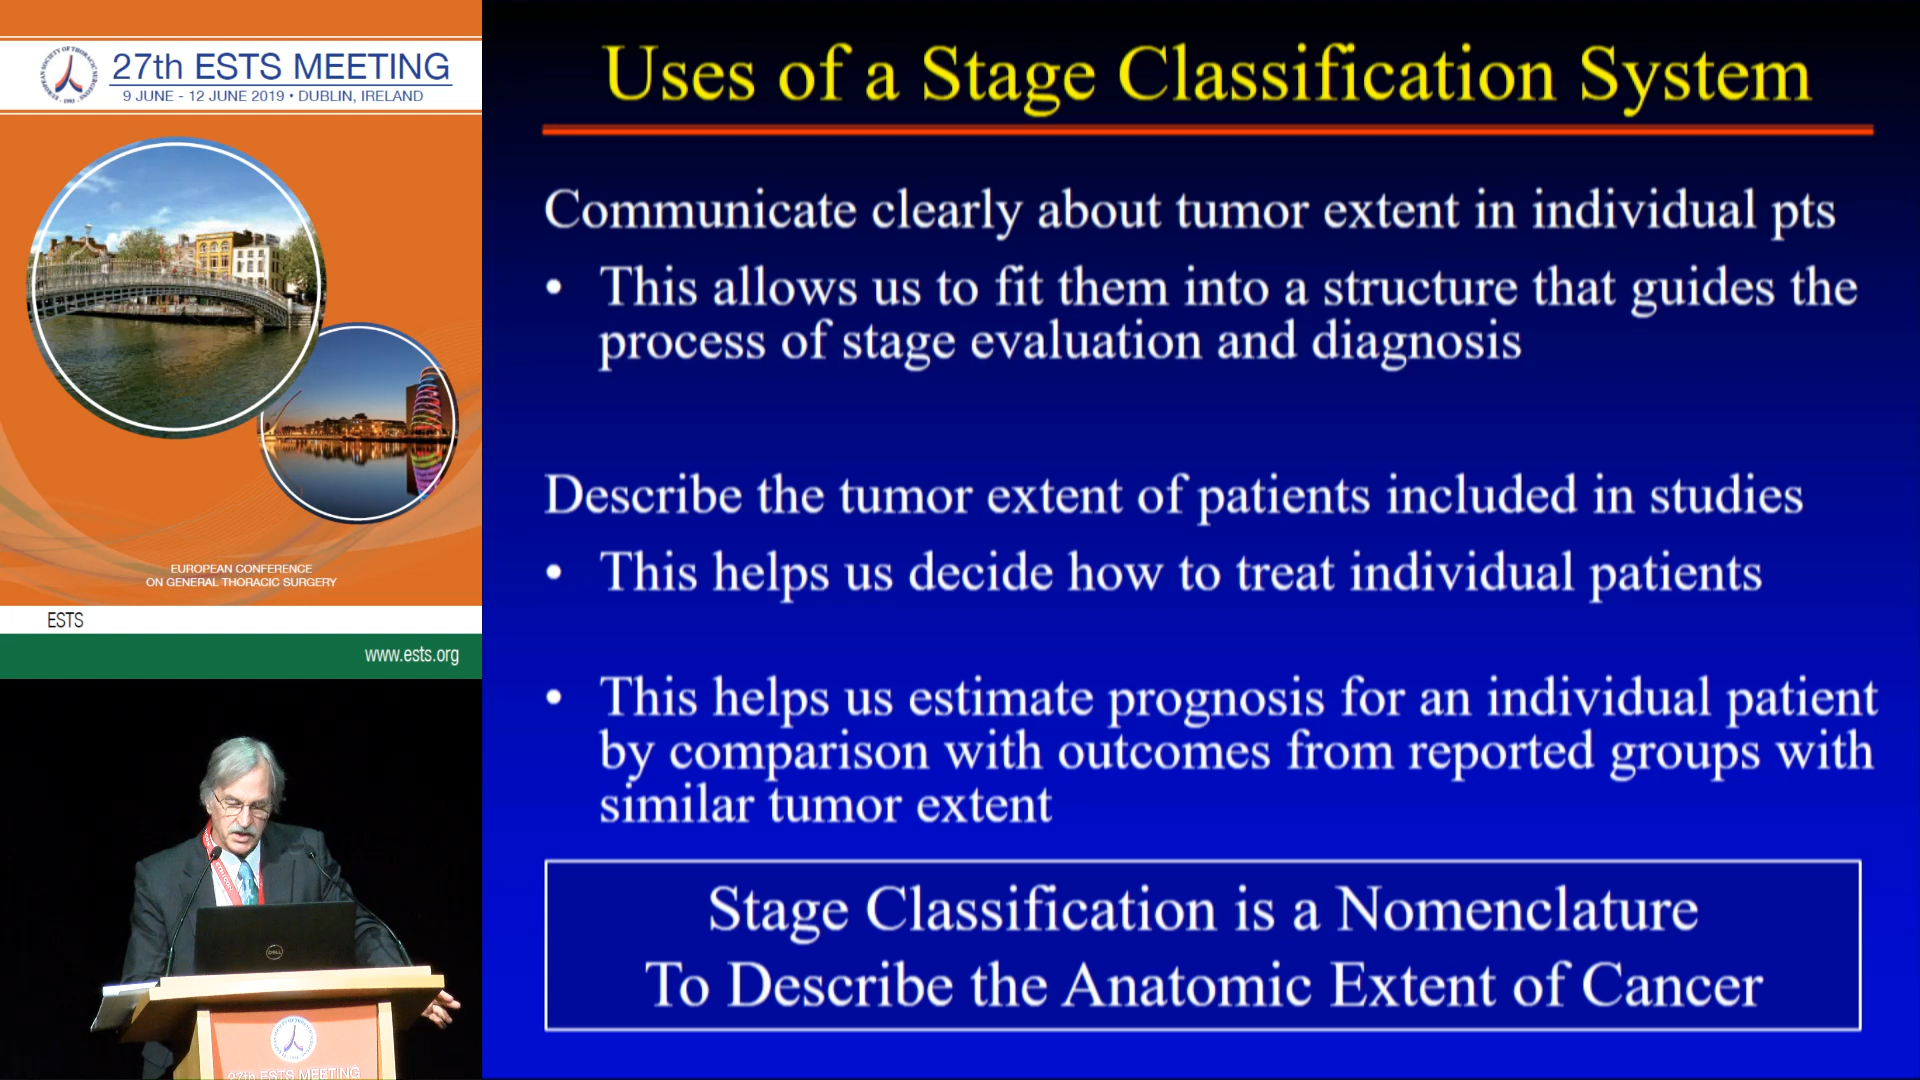 27th ESTS MEETING
9 JUNE - 12 JUNE 2019 • DUBLIN, IRELAND
EUROPEAN CONFERENCE
ON GENERAL THORACIC SURGERY
ESTS
www.ests.org
DELL
27th ESTS MEETING
Uses of a Stage Classification System
Communicate clearly about tumor extent in individual pts
• This allows us to fit them into a structure that guides the
process of stage evaluation and diagnosis
Describe the tumor extent of patients included in studies
• This helps us decide how to treat individual patients
• This helps us estimate prognosis for an individual patient
by comparison with outcomes from reported groups with
similar tumor extent
Stage Classification is a Nomenclature
To Describe the Anatomic Extent of Cancer